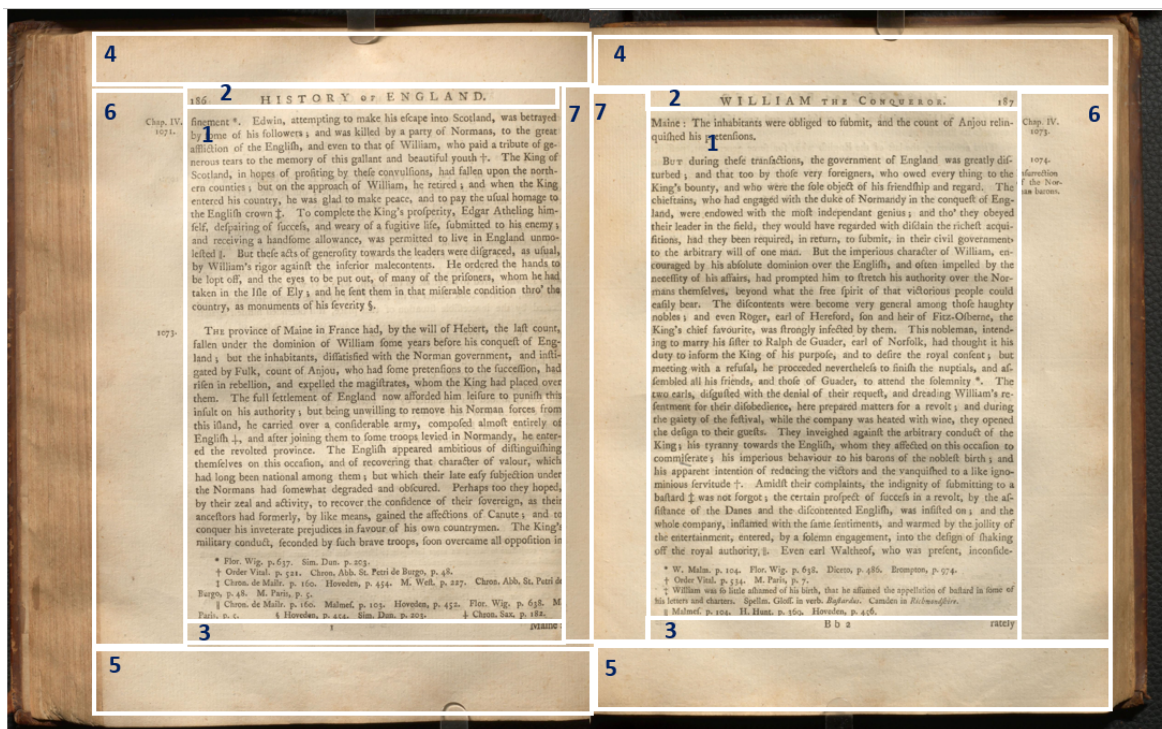 4
2
186 HISTORY OF ENGLAND.
6
7
Chap. IV.
1071.
1
finement *. Edwin, attempting to make his eſcape into Scotland, was betrayed
by ſome of his followers; and was killed by a party of Normans, to the great
affliction of the Engliſh, and even to that of William, who paid a tribute of ge-
nerous tears to the memory of this gallant and beautiful youth †. The King of
Scotland, in hopes of profiting by theſe convulſions, had fallen upon the north-
ern counties; but on the approach of William, he retired; and when the King
entered his country, he was glad to make peace, and to pay the uſual homage to
the Engliſh crown ‡. To complete the King's proſperity, Edgar Atheling him-
ſelf, deſpairing of ſucceſs, and weary of a fugitive life, ſubmitted to his enemy;
and receiving a handſome allowance, was permitted to live in England unmo-
leſted ||. But theſe acts of generoſity towards the leaders were diſgraced, as uſual,
by William's rigor againſt the inferior malecontents. He ordered the hands to
be lopt off, and the eyes to be put out, of many of the priſoners, whom he had
taken in the Iſle of Ely; and he ſent them in that miſerable condition thro' the
country, as monuments of his ſeverity §.
1073.
THE province of Maine in France had, by the will of Hebert, the laſt count,
fallen under the dominion of William ſome years before his conqueſt of Eng-
land; but the inhabitants, diſſatisfied with the Norman government, and inſti-
gated by Fulk, count of Anjou, who had ſome pretenſions to the ſucceſſion, had
riſen in rebellion, and expelled the magiſtrates, whom the King had placed over
them. The full ſettlement of England now afforded him leiſure to puniſh this
inſult on his authority; but being unwilling to remove his Norman forces from
this iſland, he carried over a conſiderable army, compoſed almoſt entirely of
Engliſh ⸸, and after joining them to ſome troops levied in Normandy, he enter-
ed the revolted province. The Engliſh appeared ambitious of diſtinguiſhing
themſelves on this occaſion, and of recovering that character of valour, which
had long been national among them; but which their late eaſy ſubjection under
the Normans had ſomewhat degraded and obſcured. Perhaps too they hoped,
by their zeal and activity, to recover the confidence of their ſovereign, as their
anceſtors had formerly, by like means, gained the affections of Canute; and to
conquer his inveterate prejudices in favour of his own countrymen. The King's
military conduct, ſeconded by ſuch brave troops, ſoon overcame all oppoſition in
* Flor. Wig. p. 637. Sim. Dun. p. 203.
† Order Vital. p. 521. Chron. Abb. St. Petri de Burgo, p. 48.
‡ Chron. de Mailr. p. 160. Hoveden, p. 454. M. Weſt. p. 227. Chron. Abb. St. Petri de
Burgo, p. 48. M. Paris, p. 5.
|| Chron. de Mailr. p. 160. Malmeſ. p. 103. Hoveden, p. 452. Flor. Wig. p. 638. M
Paris, p. 5. § Hoveden, p. 454. Sim. Dun. p. 203. ⸸ Chron. Sax. p. 182.
3
Maine:
5
4
2
WILLIAM THE CONQUEROR. 187
7
6
1
Maine: The inhabitants were obliged to ſubmit, and the count of Anjou relin-
quiſhed his pretenſions.
Chap. IV.
1073.
1074.
nſurrection
f the Nor-
an barons.
BUT during theſe tranſactions, the government of England was greatly diſ-
turbed; and that too by thoſe very foreigners, who owed every thing to the
King's bounty, and who were the ſole object of his friendſhip and regard. The
chieftains, who had engaged with the duke of Normandy in the conqueſt of Eng-
land, were endowed with the moſt independant genius; and tho' they obeyed
their leader in the field, they would have regarded with diſdain the richeſt acqui-
ſitions, had they been required, in return, to ſubmit, in their civil government
to the arbitrary will of one man. But the imperious character of William, en-
couraged by his abſolute dominion over the Engliſh, and often impelled by the
neceſſity of his affairs, had prompted him to ſtretch his authority over the Nor-
mans themſelves, beyond what the free ſpirit of that victorious people could
eaſily bear. The diſcontents were become very general among thoſe haughty
nobles; and even Roger, earl of Hereford, ſon and heir of Fitz-Oſberne, the
King's chief favourite, was ſtrongly infected by them. This nobleman, intend-
ing to marry his ſiſter to Ralph de Guader, earl of Norfolk, had thought it his
duty to inform the King of his purpoſe, and to deſire the royal conſent; but
meeting with a refuſal, he proceeded nevertheleſs to finiſh the nuptials, and aſ-
ſembled all his friends, and thoſe of Guader, to attend the ſolemnity *. The
two earls, diſguſted with the denial of their requeſt, and dreading William's re-
ſentment for their diſobedience, here prepared matters for a revolt; and during
the gaiety of the feſtival, while the company was heated with wine, they opened
the deſign to their gueſts. They inveighed againſt the arbitrary conduct of the
King; his tyranny towards the Engliſh, whom they affected on this occaſion to
commiſerate; his imperious behaviour to his barons of the nobleſt birth; and
his apparent intention of reducing the victors and the vanquiſhed to a like igno-
minious ſervitude †. Amidſt their complaints, the indignity of ſubmitting to a
baſtard ‡ was not forgot; the certain proſpect of ſucceſs in a revolt, by the aſ-
ſiſtance of the Danes and the diſcontented Engliſh, was inſiſted on; and the
whole company, inflamed with the ſame ſentiments, and warmed by the jollity of
the entertainment, entered, by a ſolemn engagement, into the deſign of ſhaking
off the royal authority ||. Even earl Waltheof, who was preſent, inconſide-
* W. Malm. p. 104. Flor. Wig. p. 638. Diceto, p. 486. Brompton, p. 974.
† Order Vital. p. 534. M. Paris, p. 7.
‡ William was ſo little aſhamed of his birth, that he aſſumed the appellation of baſtard in ſome of
his letters and charters. Spellm. Gloſſ. in verb. Baſtardus. Camden in Richmondſhire.
|| Malmeſ. p. 104. H. Hunt. p. 369. Hoveden, p. 456.
3
B b 2 rately
5